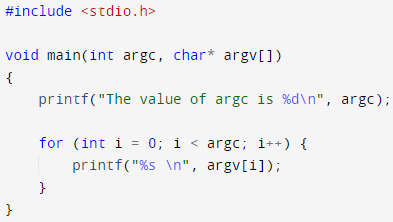 #include <stdio.h>
void main(int argc, char* argv[])
{
    printf("The value of argc is %d\n", argc);
    for (int i = 0; i < argc; i++) {
        printf("%s \n", argv[i]);
    }
}